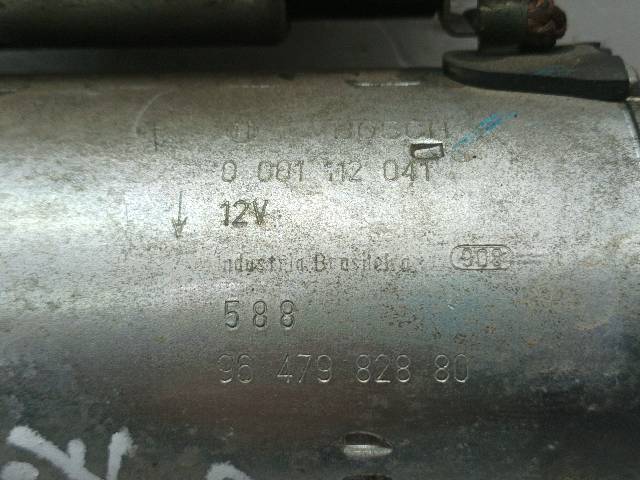 BOSCH
0 001 112 041
12V
Industria Brasileira
908
588
96 479 828 80